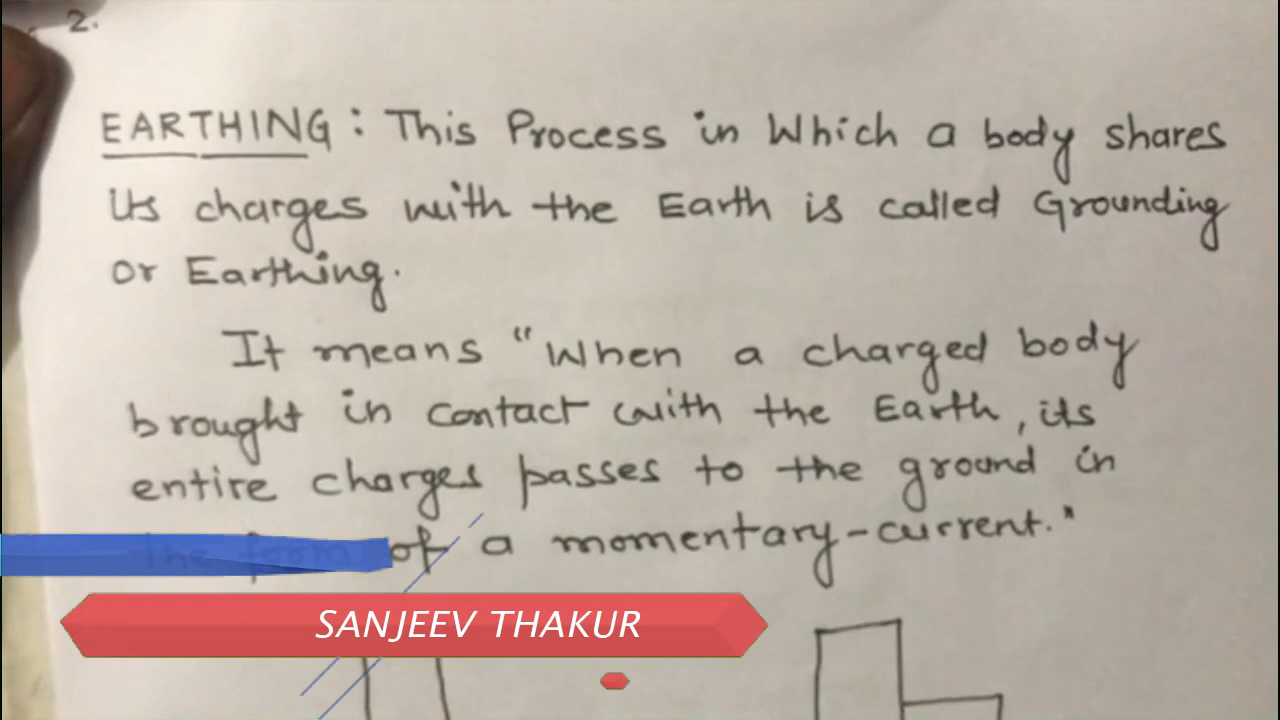 2.
EARTHING: This Process in Which a body shares
its charges with the Earth is called Grounding
or Earthing.
It means "When a charged body
brought in contact with the Earth, its
entire charges passes to the ground in
the form of a momentary-current."
SANJEEV THAKUR